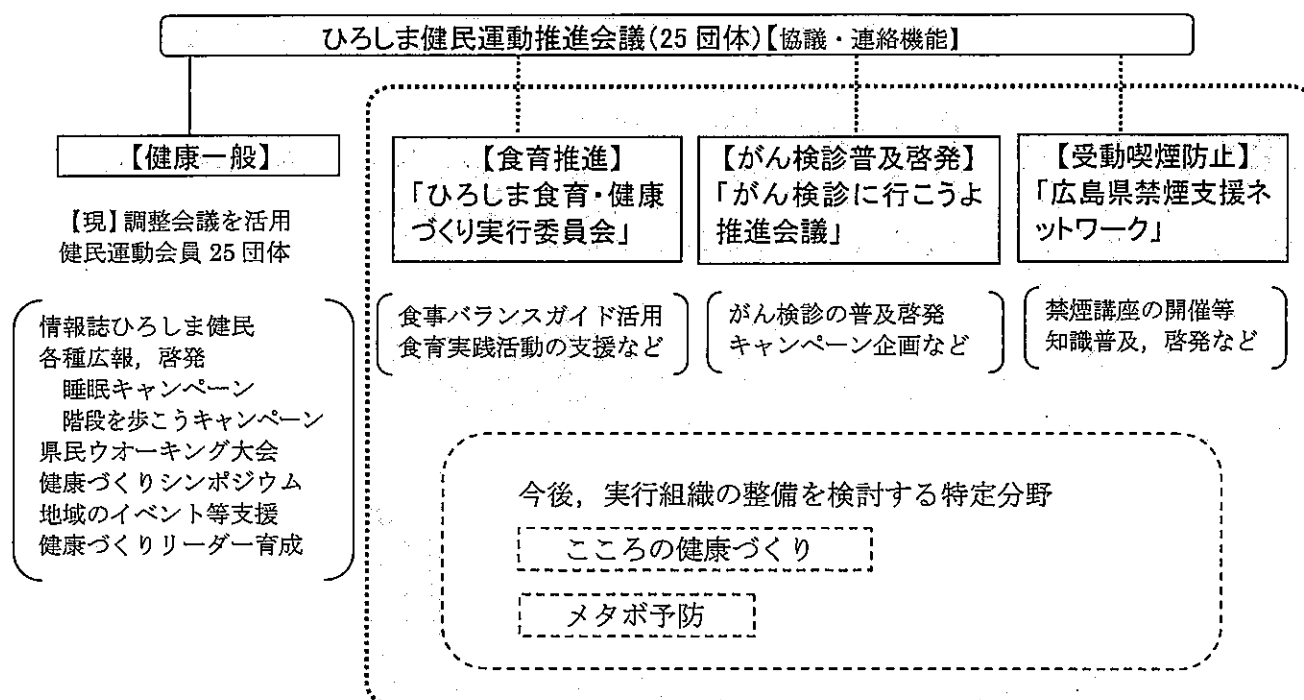 ひろしま健民運動推進会議(25 団体)【協議・連絡機能】
【健康一般】
【現】調整会議を活用
健民運動会員 25 団体
情報誌ひろしま健民
各種広報，啓発
睡眠キャンペーン
階段を歩こうキャンペーン
県民ウオーキング大会
健康づくりシンポジウム
地域のイベント等支援
健康づくりリーダー育成
【食育推進】
「ひろしま食育・健康
づくり実行委員会」
食事バランスガイド活用
食育実践活動の支援など
【がん検診普及啓発】
「がん検診に行こうよ
推進会議」
がん検診の普及啓発
キャンペーン企画など
【受動喫煙防止】
「広島県禁煙支援ネ
ットワーク」
禁煙講座の開催等
知識普及，啓発など
今後，実行組織の整備を検討する特定分野
こころの健康づくり
メタボ予防